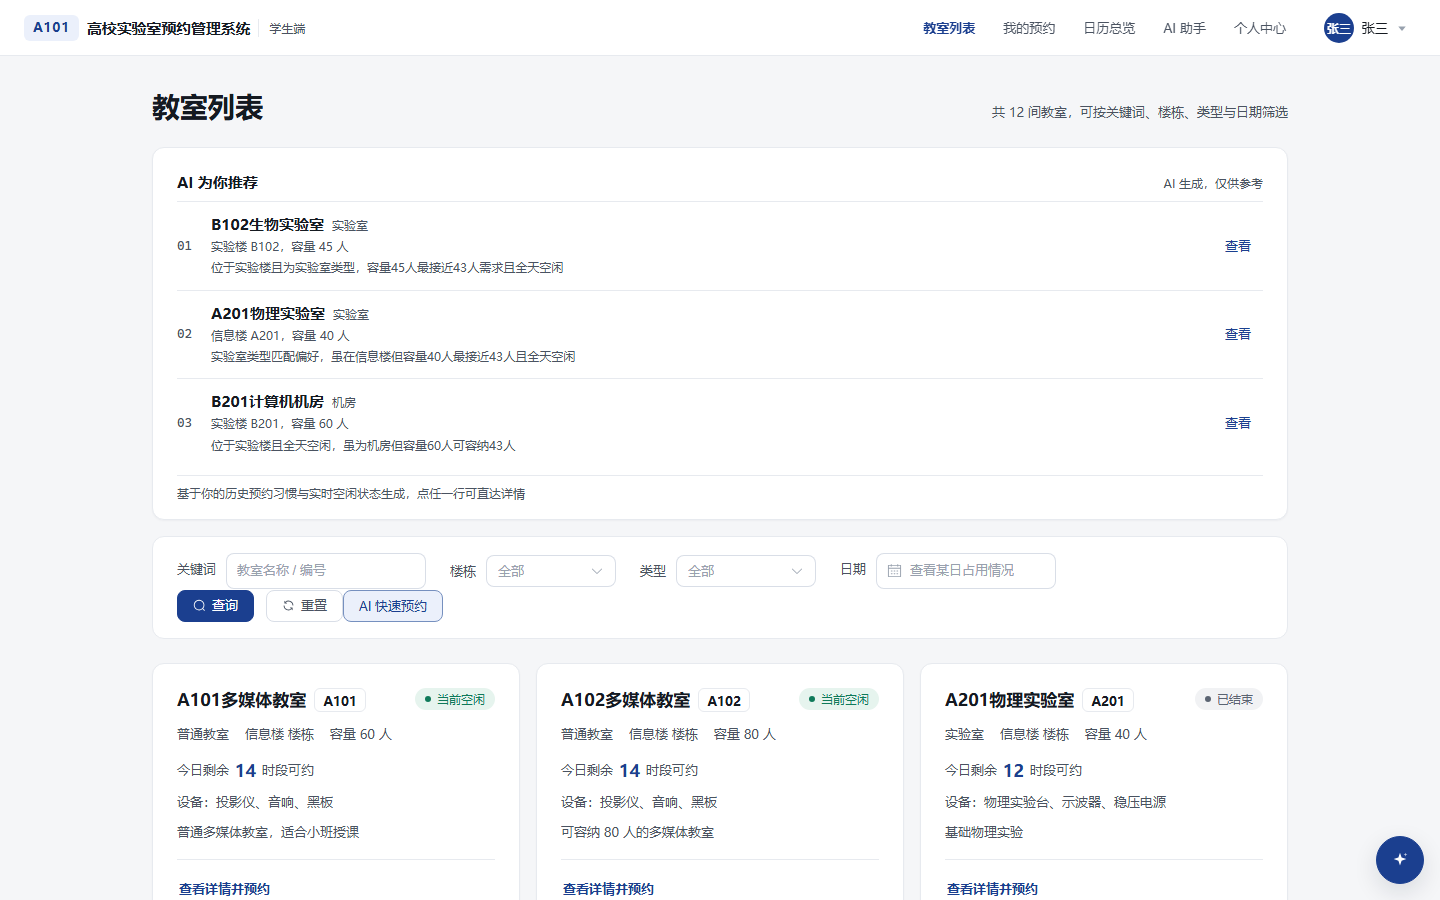 A101 高校实验室预约管理系统 学生端 教室列表 我的预约 日历总览 AI 助手 个人中心 张三 张三
教室列表
共 12 间教室，可按关键词、楼栋、类型与日期筛选
AI 为你推荐
AI 生成，仅供参考
01
B102生物实验室 实验室
实验楼 B102，容量 45 人
位于实验楼且为实验室类型，容量45人最接近43人需求且全天空闲
查看
02
A201物理实验室 实验室
信息楼 A201，容量 40 人
实验室类型匹配偏好，虽在信息楼但容量40人最接近43人且全天空闲
查看
03
B201计算机机房 机房
实验楼 B201，容量 60 人
位于实验楼且全天空闲，虽为机房但容量60人可容纳43人
查看
基于你的历史预约习惯与实时空闲状态生成，点任一行可直达详情
关键词 教室名称 / 编号 楼栋 全部 类型 全部 日期 查看某日占用情况
查询 重置 AI 快速预约
A101多媒体教室 A101 当前空闲
普通教室 信息楼 楼栋 容量 60 人
今日剩余 14 时段可约
设备：投影仪、音响、黑板
普通多媒体教室，适合小班授课
查看详情并预约
A102多媒体教室 A102 当前空闲
普通教室 信息楼 楼栋 容量 80 人
今日剩余 14 时段可约
设备：投影仪、音响、黑板
可容纳 80 人的多媒体教室
查看详情并预约
A201物理实验室 A201 已结束
实验室 信息楼 楼栋 容量 40 人
今日剩余 12 时段可约
设备：物理实验台、示波器、稳压电源
基础物理实验
查看详情并预约